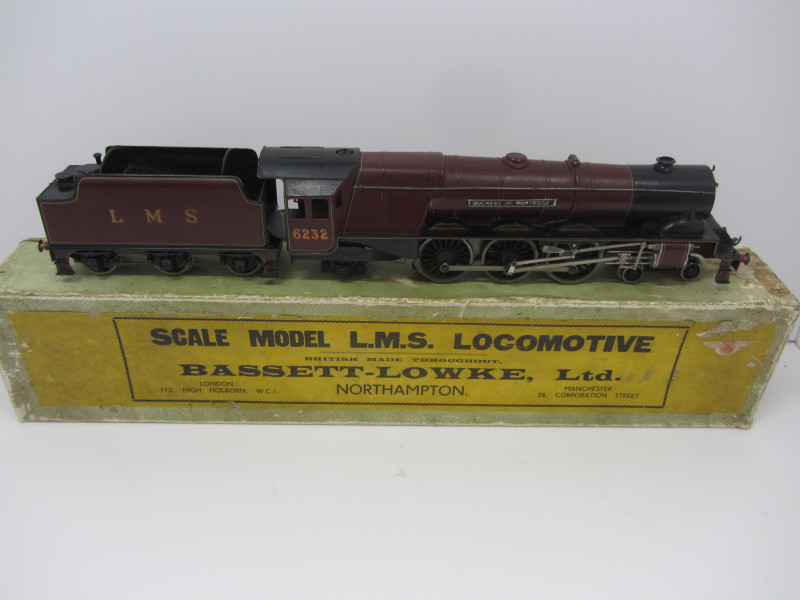 L M S
DUCHESS OF MONTROSE
6232
SCALE MODEL L.M.S. LOCOMOTIVE
BRITISH MADE THROUGHOUT.
BASSETT-LOWKE, Ltd.
LONDON:
112, HIGH HOLBORN, W.C.1
NORTHAMPTON.
MANCHESTER
28, CORPORATION STREET